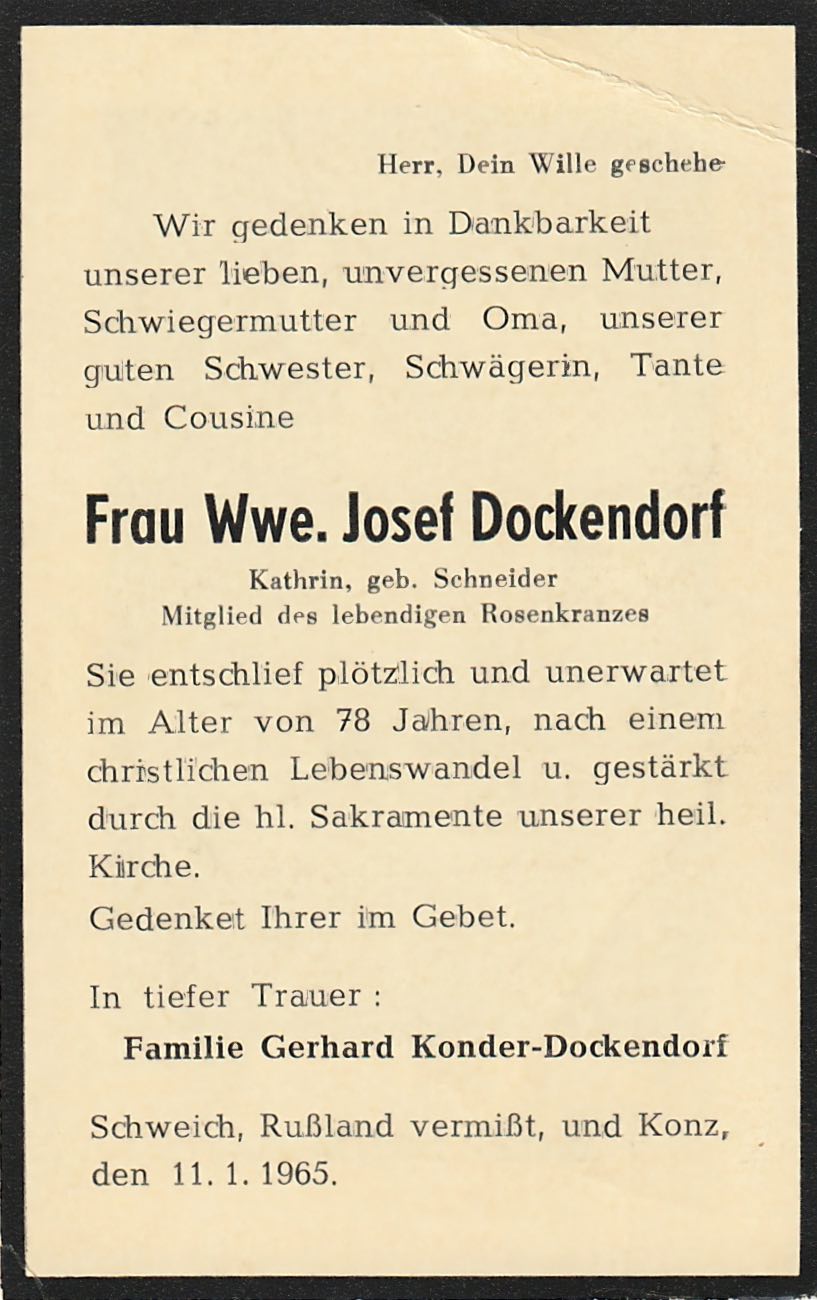 Herr, Dein Wille geschehe
Wir gedenken in Dankbarkeit
unserer lieben, unvergessenen Mutter,
Schwiegermutter und Oma, unserer
guten Schwester, Schwägerin, Tante
und Cousine
Frau Wwe. Josef Dockendorf
Kathrin, geb. Schneider
Mitglied des lebendigen Rosenkranzes
Sie entschlief plötzlich und unerwartet
im Alter von 78 Jahren, nach einem
christlichen Lebenswandel u. gestärkt
durch die hl. Sakramente unserer heil.
Kirche.
Gedenket Ihrer im Gebet.
In tiefer Trauer :
Familie Gerhard Konder-Dockendorf
Schweich, Rußland vermißt, und Konz,
den 11. 1. 1965.